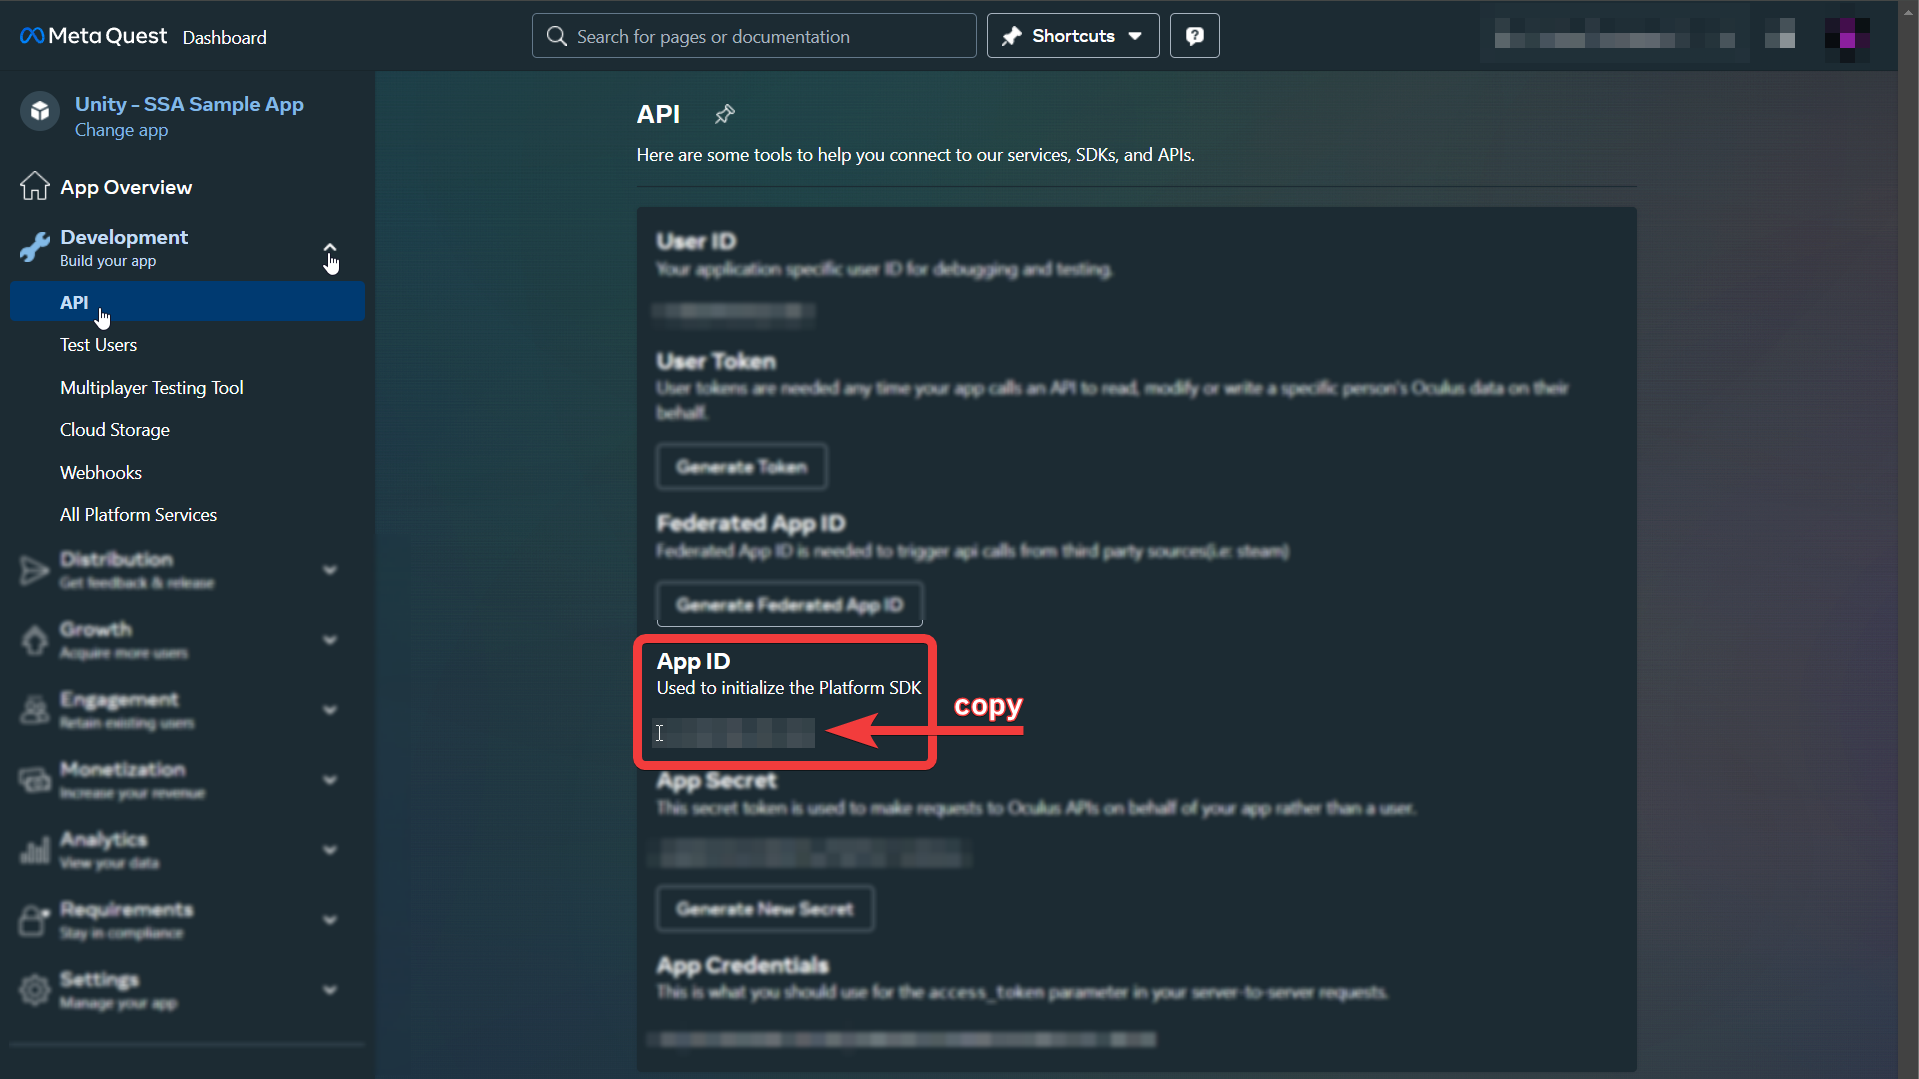 Meta Quest Dashboard
Search for pages or documentation
Shortcuts
?
Unity - SSA Sample App
Change app
App Overview
Development
Build your app
API
Test Users
Multiplayer Testing Tool
Cloud Storage
Webhooks
All Platform Services
Distribution
Get feedback & release
Growth
Acquire more users
Engagement
Retain existing users
Monetization
Increase your revenue
Analytics
View your data
Requirements
Stay in compliance
Settings
Manage your app
API
Here are some tools to help you connect to our services, SDKs, and APIs.
User ID
Your application specific user ID for debugging and testing.
User Token
User tokens are needed any time your app calls an API to read, modify or write a specific person's Oculus data on their
behalf.
Generate Token
Federated App ID
Federated App ID is needed to trigger api calls from third party sources(i.e: steam)
Generate Federated App ID
App ID
Used to initialize the Platform SDK
copy
App Secret
This secret token is used to make requests to Oculus APIs on behalf of your app rather than a user.
Generate New Secret
App Credentials
This is what you should use for the access_token parameter in your server-to-server requests.